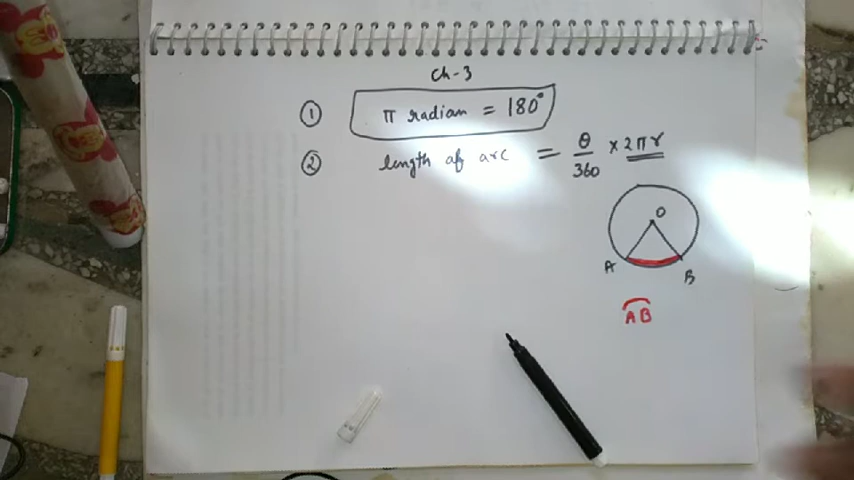 Ch-3
① π radian = 180°
② length of arc = θ/360 × 2πr
O
A
B
AB